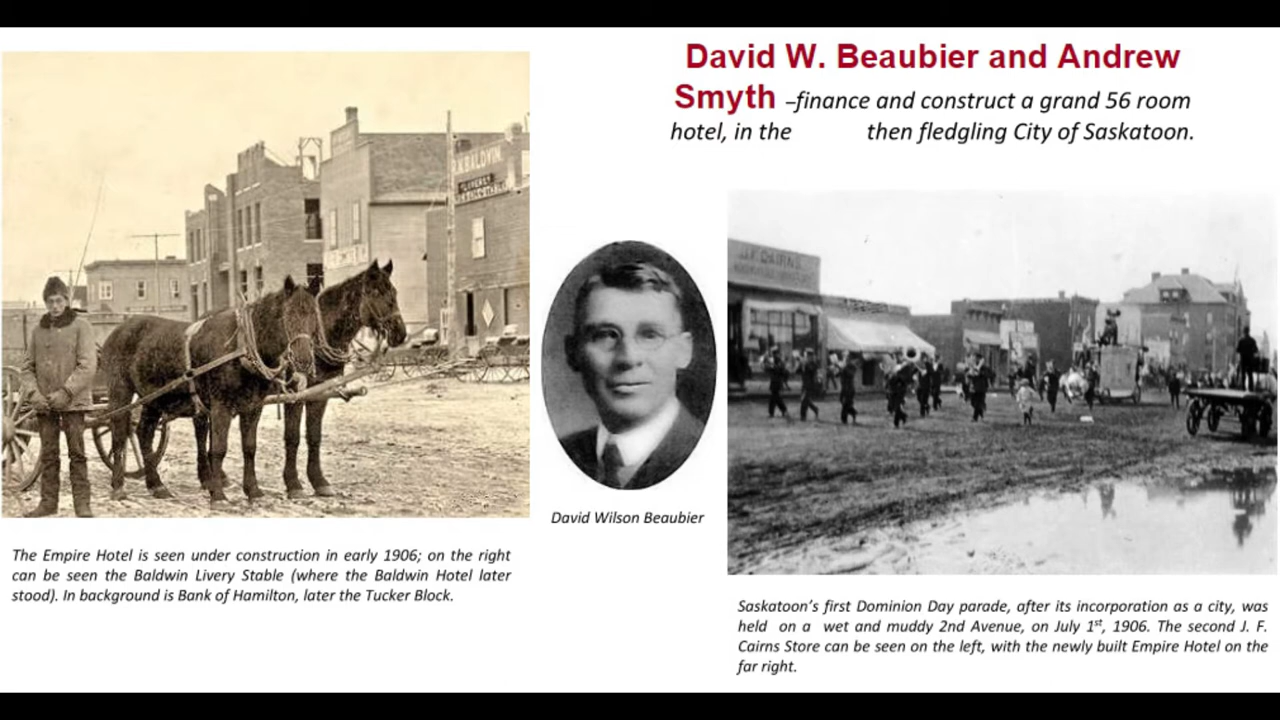 David W. Beaubier and Andrew
Smyth –finance and construct a grand 56 room
hotel, in the then fledgling City of Saskatoon.
BALDWIN
LIVERY
J.F. CAIRNS
David Wilson Beaubier
The Empire Hotel is seen under construction in early 1906; on the right
can be seen the Baldwin Livery Stable (where the Baldwin Hotel later
stood). In background is Bank of Hamilton, later the Tucker Block.
Saskatoon’s first Dominion Day parade, after its incorporation as a city, was
held on a wet and muddy 2nd Avenue, on July 1st, 1906. The second J. F.
Cairns Store can be seen on the left, with the newly built Empire Hotel on the
far right.